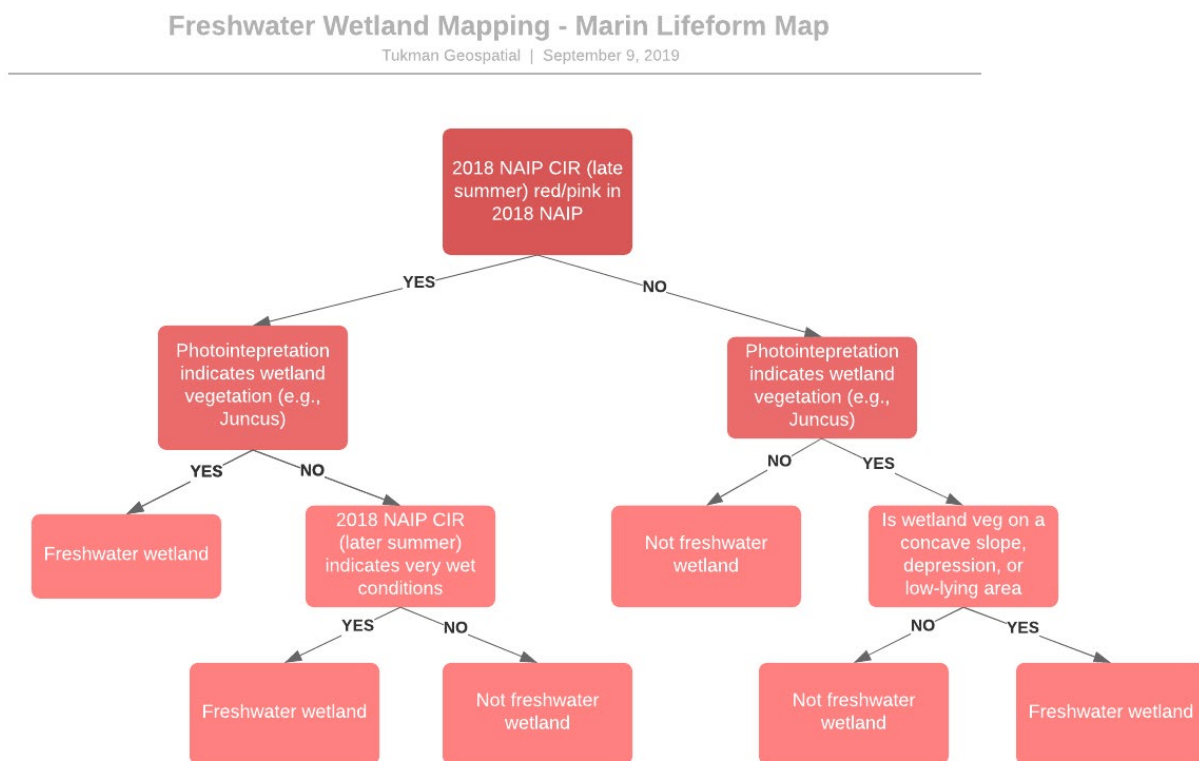 Freshwater Wetland Mapping - Marin Lifeform Map
Tukman Geospatial | September 9, 2019
2018 NAIP CIR (late
summer) red/pink in
2018 NAIP
YES
NO
Photointepretation
indicates wetland
vegetation (e.g.,
Juncus)
Photointepretation
indicates wetland
vegetation (e.g.,
Juncus)
YES
NO
NO
YES
Freshwater wetland
2018 NAIP CIR
(later summer)
indicates very wet
conditions
Not freshwater
wetland
Is wetland veg on a
concave slope,
depression, or
low-lying area
YES
NO
NO
YES
Freshwater wetland
Not freshwater
wetland
Not freshwater
wetland
Freshwater wetland